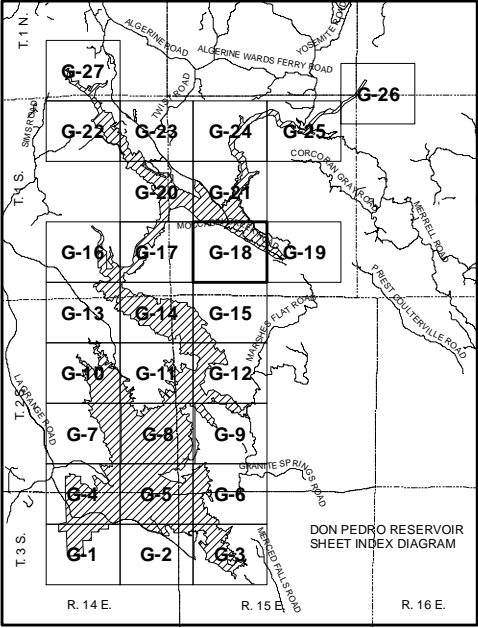 T. 1 N.
ALGERINE ROAD
ALGERINE WARDS FERRY ROAD
YOSEMITE ROAD
G-27
G-26
SIMS ROAD
TWIST ROAD
G-22
G-23
G-24
G-25
CORCORAN GRAY ROAD
T. 1 S.
G-20
G-21
MERRELL ROAD
G-16
G-17
G-18
G-19
PRIEST COULTERVILLE ROAD
G-13
G-14
G-15
MARSHES FLAT ROAD
G-10
G-11
G-12
LA GRANGE ROAD
T. 2 S.
G-7
G-8
G-9
GRANITE SPRINGS ROAD
G-4
G-5
G-6
DON PEDRO RESERVOIR
SHEET INDEX DIAGRAM
T. 3 S.
G-1
G-2
G-3
MERCED FALLS ROAD
R. 14 E.
R. 15 E.
R. 16 E.